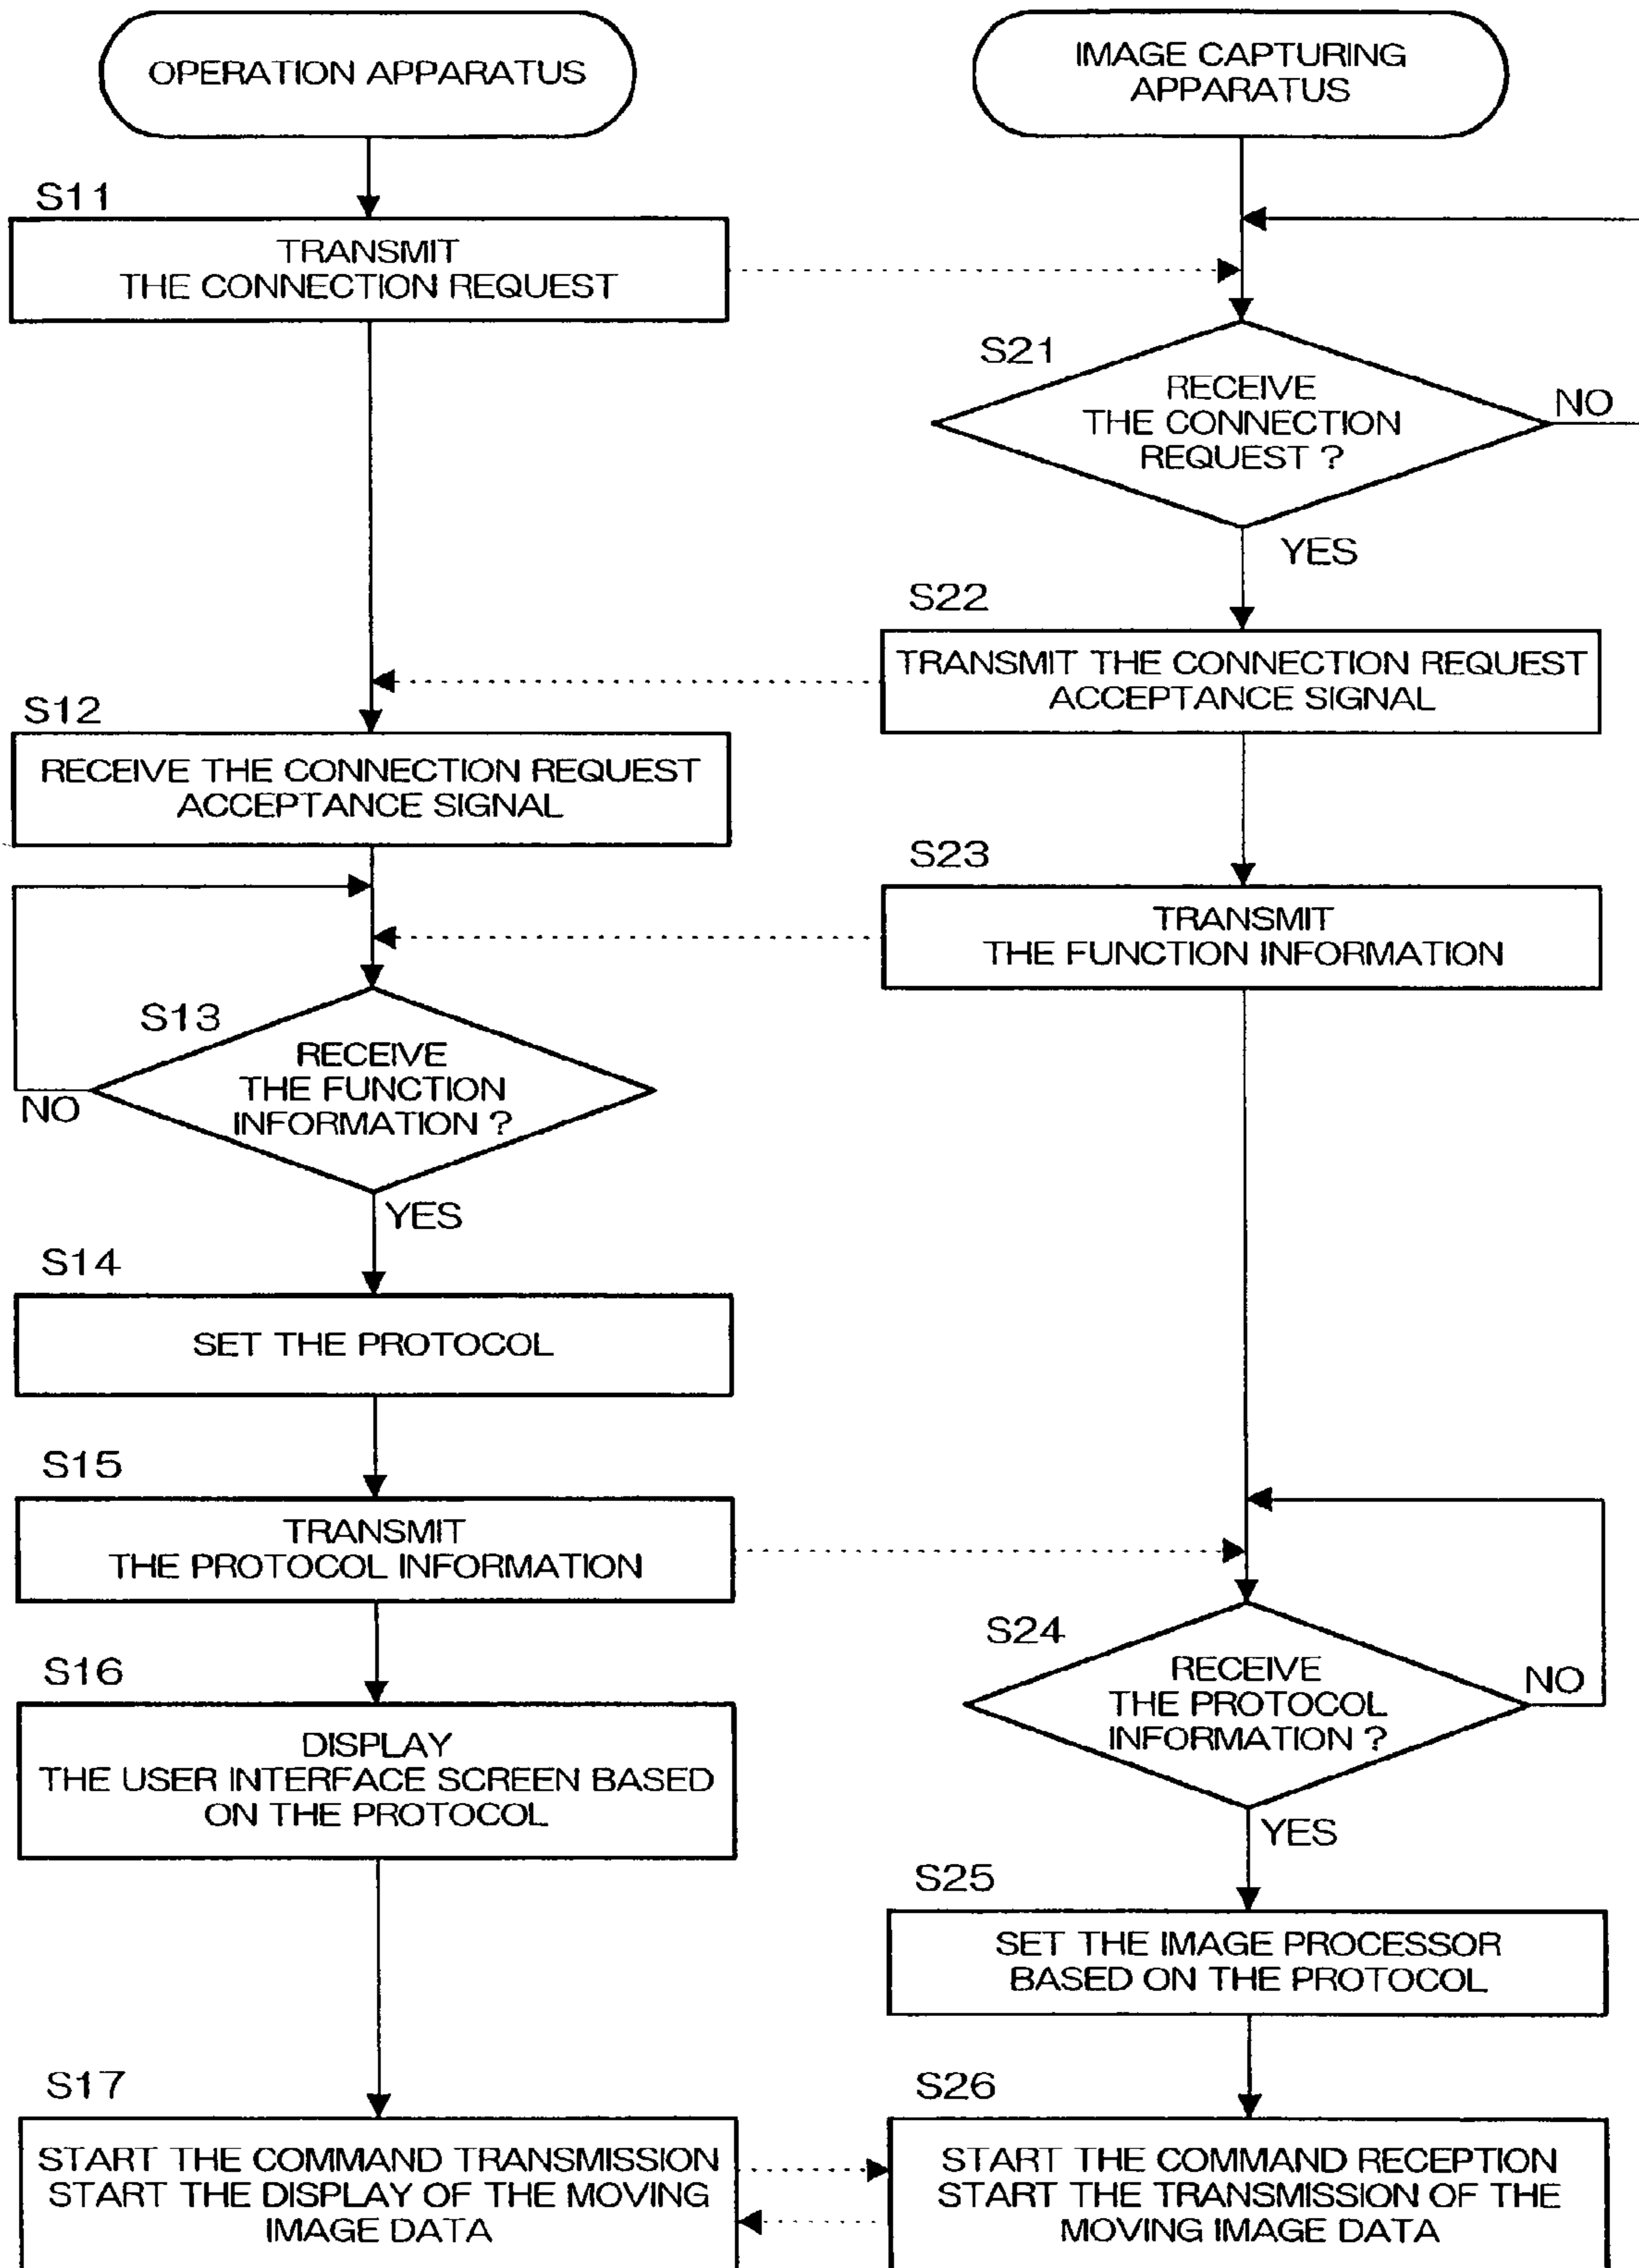 OPERATION APPARATUS
S11
TRANSMIT
THE CONNECTION REQUEST
S12
RECEIVE THE CONNECTION REQUEST
ACCEPTANCE SIGNAL
S13
RECEIVE
THE FUNCTION
INFORMATION ?
NO
YES
S14
SET THE PROTOCOL
S15
TRANSMIT
THE PROTOCOL INFORMATION
S16
DISPLAY
THE USER INTERFACE SCREEN BASED
ON THE PROTOCOL
S17
START THE COMMAND TRANSMISSION
START THE DISPLAY OF THE MOVING
IMAGE DATA
IMAGE CAPTURING
APPARATUS
S21
RECEIVE
THE CONNECTION
REQUEST ?
NO
YES
S22
TRANSMIT THE CONNECTION REQUEST
ACCEPTANCE SIGNAL
S23
TRANSMIT
THE FUNCTION INFORMATION
S24
RECEIVE
THE PROTOCOL
INFORMATION ?
NO
YES
S25
SET THE IMAGE PROCESSOR
BASED ON THE PROTOCOL
S26
START THE COMMAND RECEPTION
START THE TRANSMISSION OF THE
MOVING IMAGE DATA